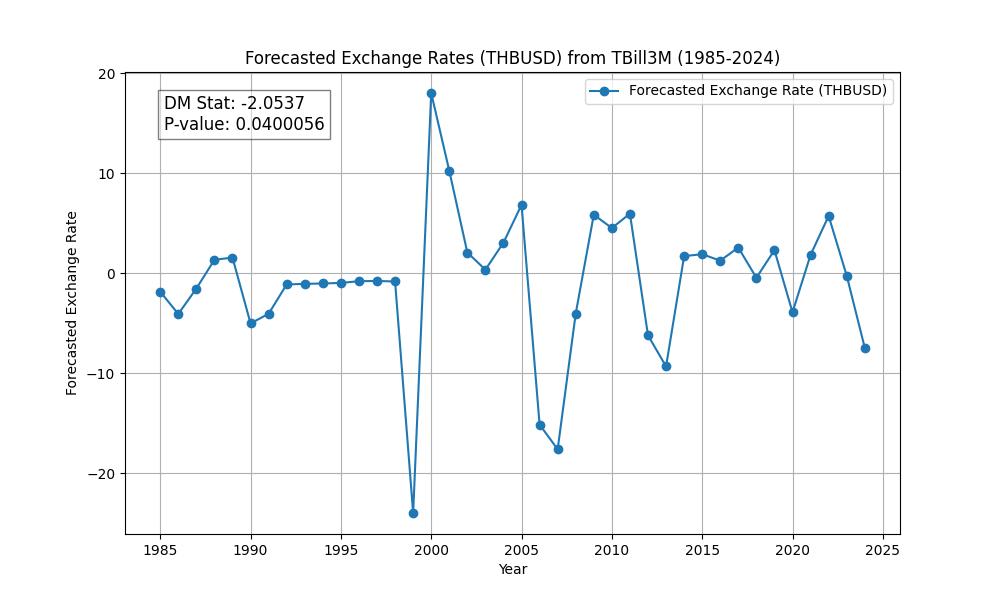 Forecasted Exchange Rates (THBUSD) from TBill3M (1985-2024)
DM Stat: -2.0537
P-value: 0.0400056
Forecasted Exchange Rate (THBUSD)
20
10
0
−10
−20
Forecasted Exchange Rate
1985 1990 1995 2000 2005 2010 2015 2020 2025
Year